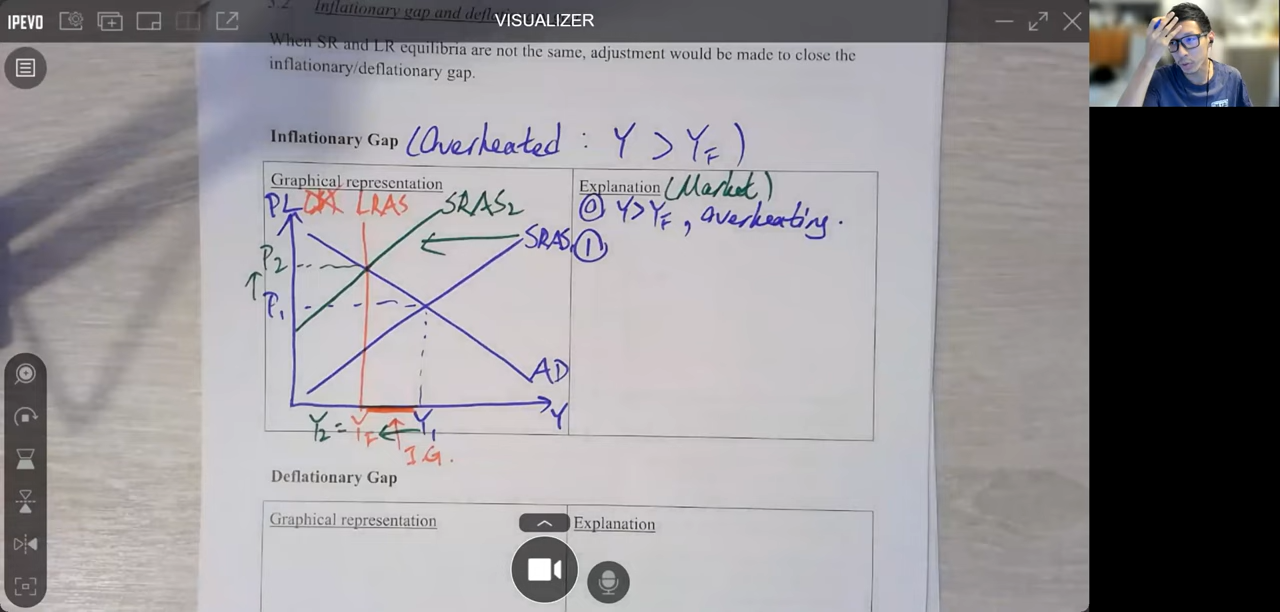 IPEVO
VISUALIZER
Inflationary gap and
When SR and LR equilibria are not the same, adjustment would be made to close the
inflationary/deflationary gap.
Inflationary Gap (Overheated : Y > YF)
Graphical representation
Explanation (Market)
PL
LRAS
SRAS2
SRAS1
P2
↑
P1
AD
Y
Y2 = YF
Y1
I.G.
⓪ Y>YF, overheating.
①
Deflationary Gap
Graphical representation
Explanation